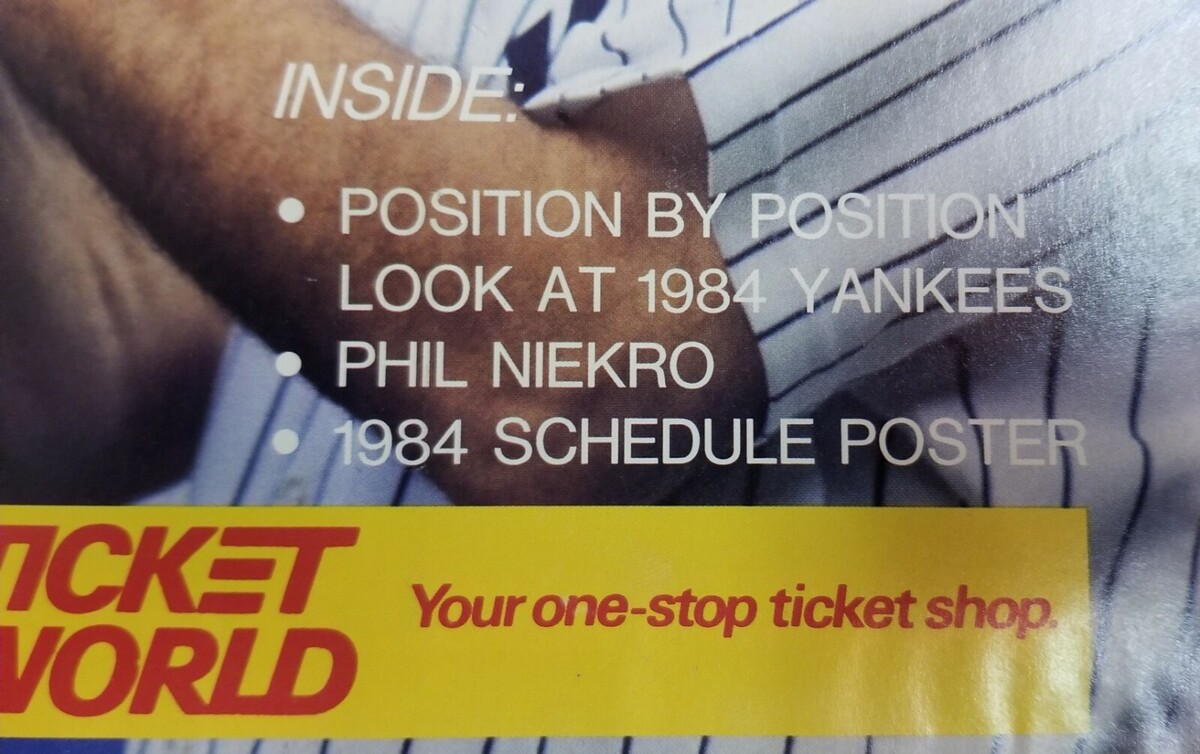 INSIDE:
• POSITION BY POSITION
LOOK AT 1984 YANKEES
• PHIL NIEKRO
• 1984 SCHEDULE POSTER
TICKET
WORLD
Your one-stop ticket shop.